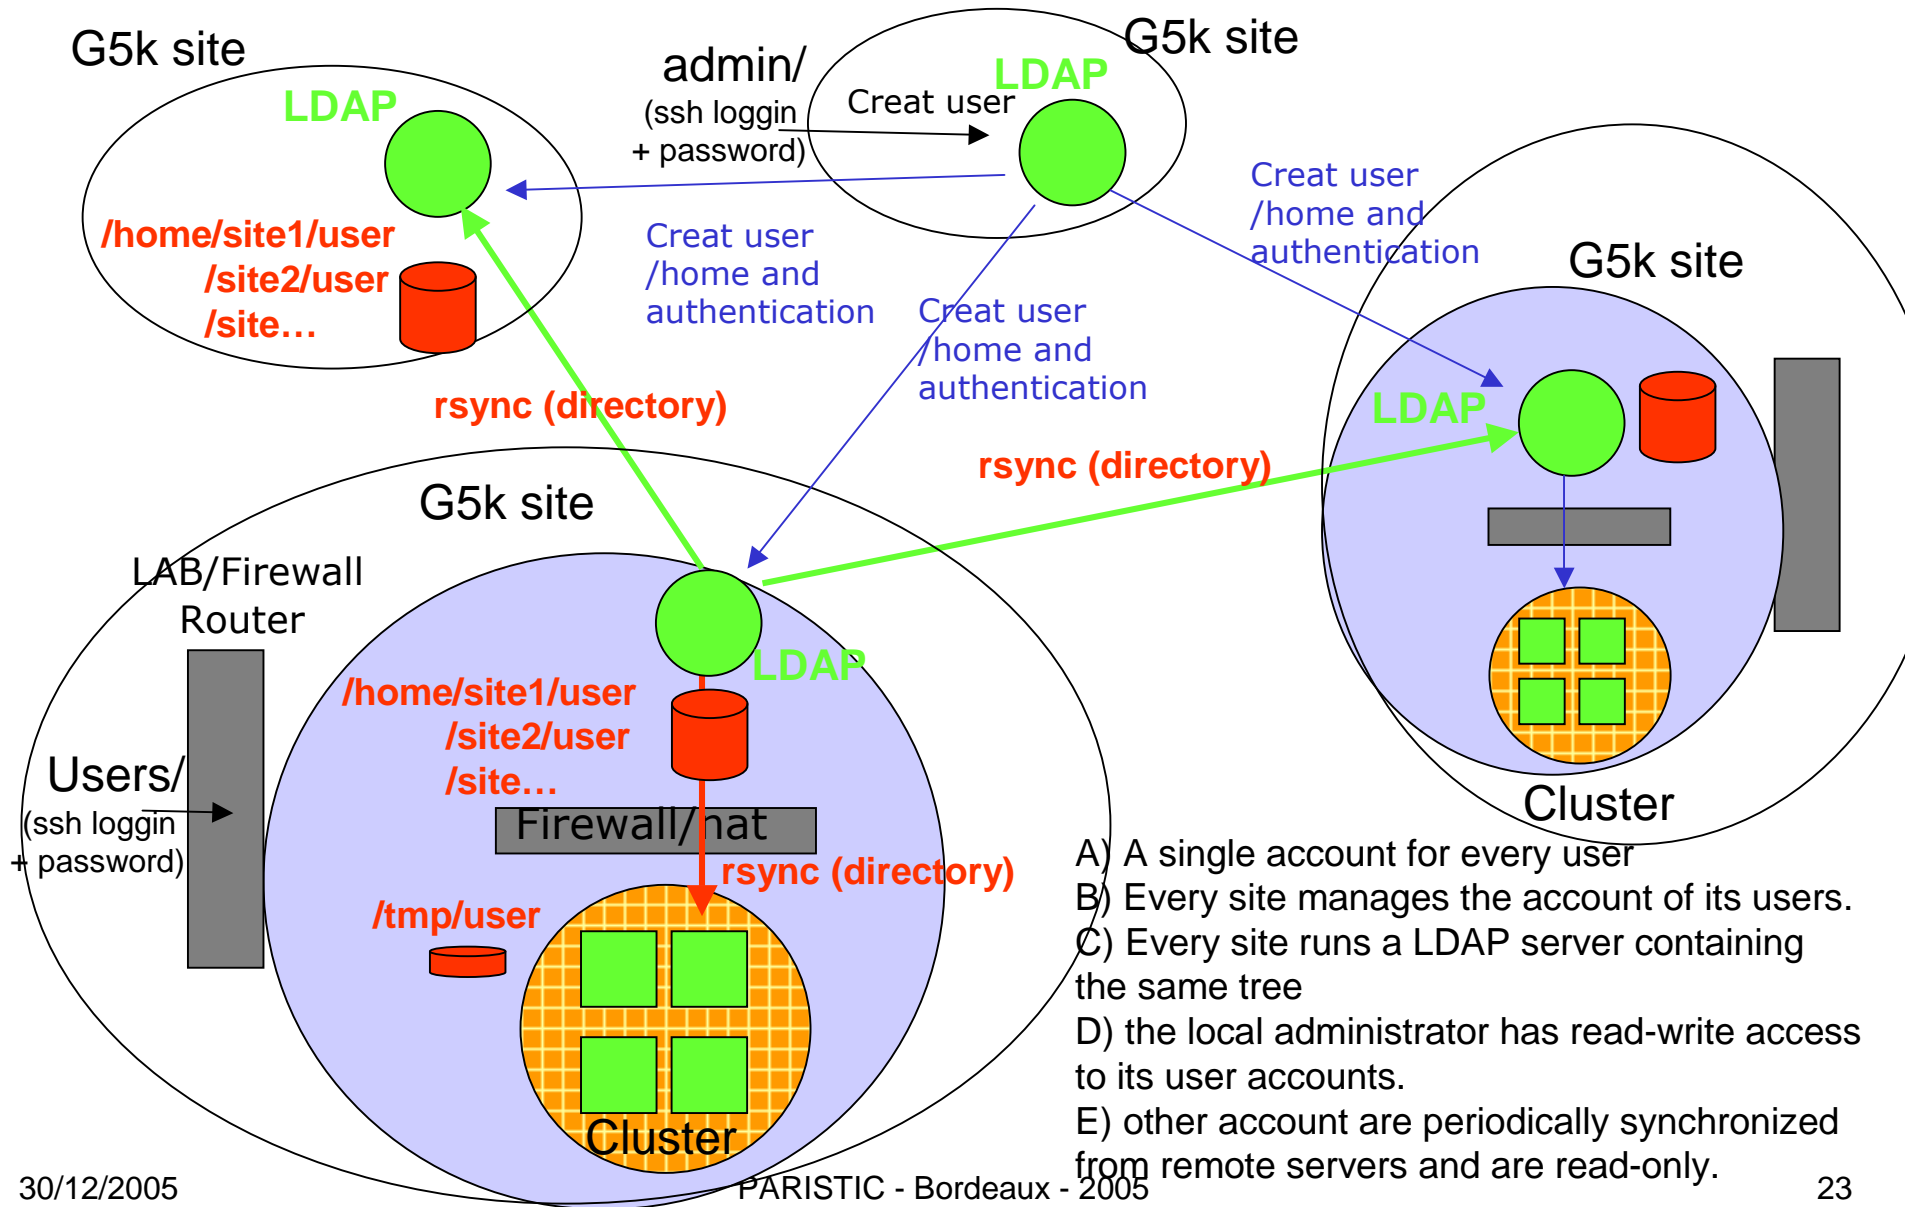 G5k site
LDAP
/home/site1/user
/site2/user
/site…
admin/
(ssh loggin
+ password)
Creat user
G5k site
LDAP
Creat user
/home and
authentication
Creat user
/home and
authentication
Creat user
/home and
authentication
G5k site
LDAP
Cluster
rsync (directory)
rsync (directory)
G5k site
LAB/Firewall
Router
LDAP
/home/site1/user
/site2/user
/site…
Users/
(ssh loggin
+ password)
Firewall/nat
rsync (directory)
/tmp/user
Cluster
A) A single account for every user
B) Every site manages the account of its users.
C) Every site runs a LDAP server containing
the same tree
D) the local administrator has read-write access
to its user accounts.
E) other account are periodically synchronized
from remote servers and are read-only.
30/12/2005
PARISTIC - Bordeaux - 2005
23